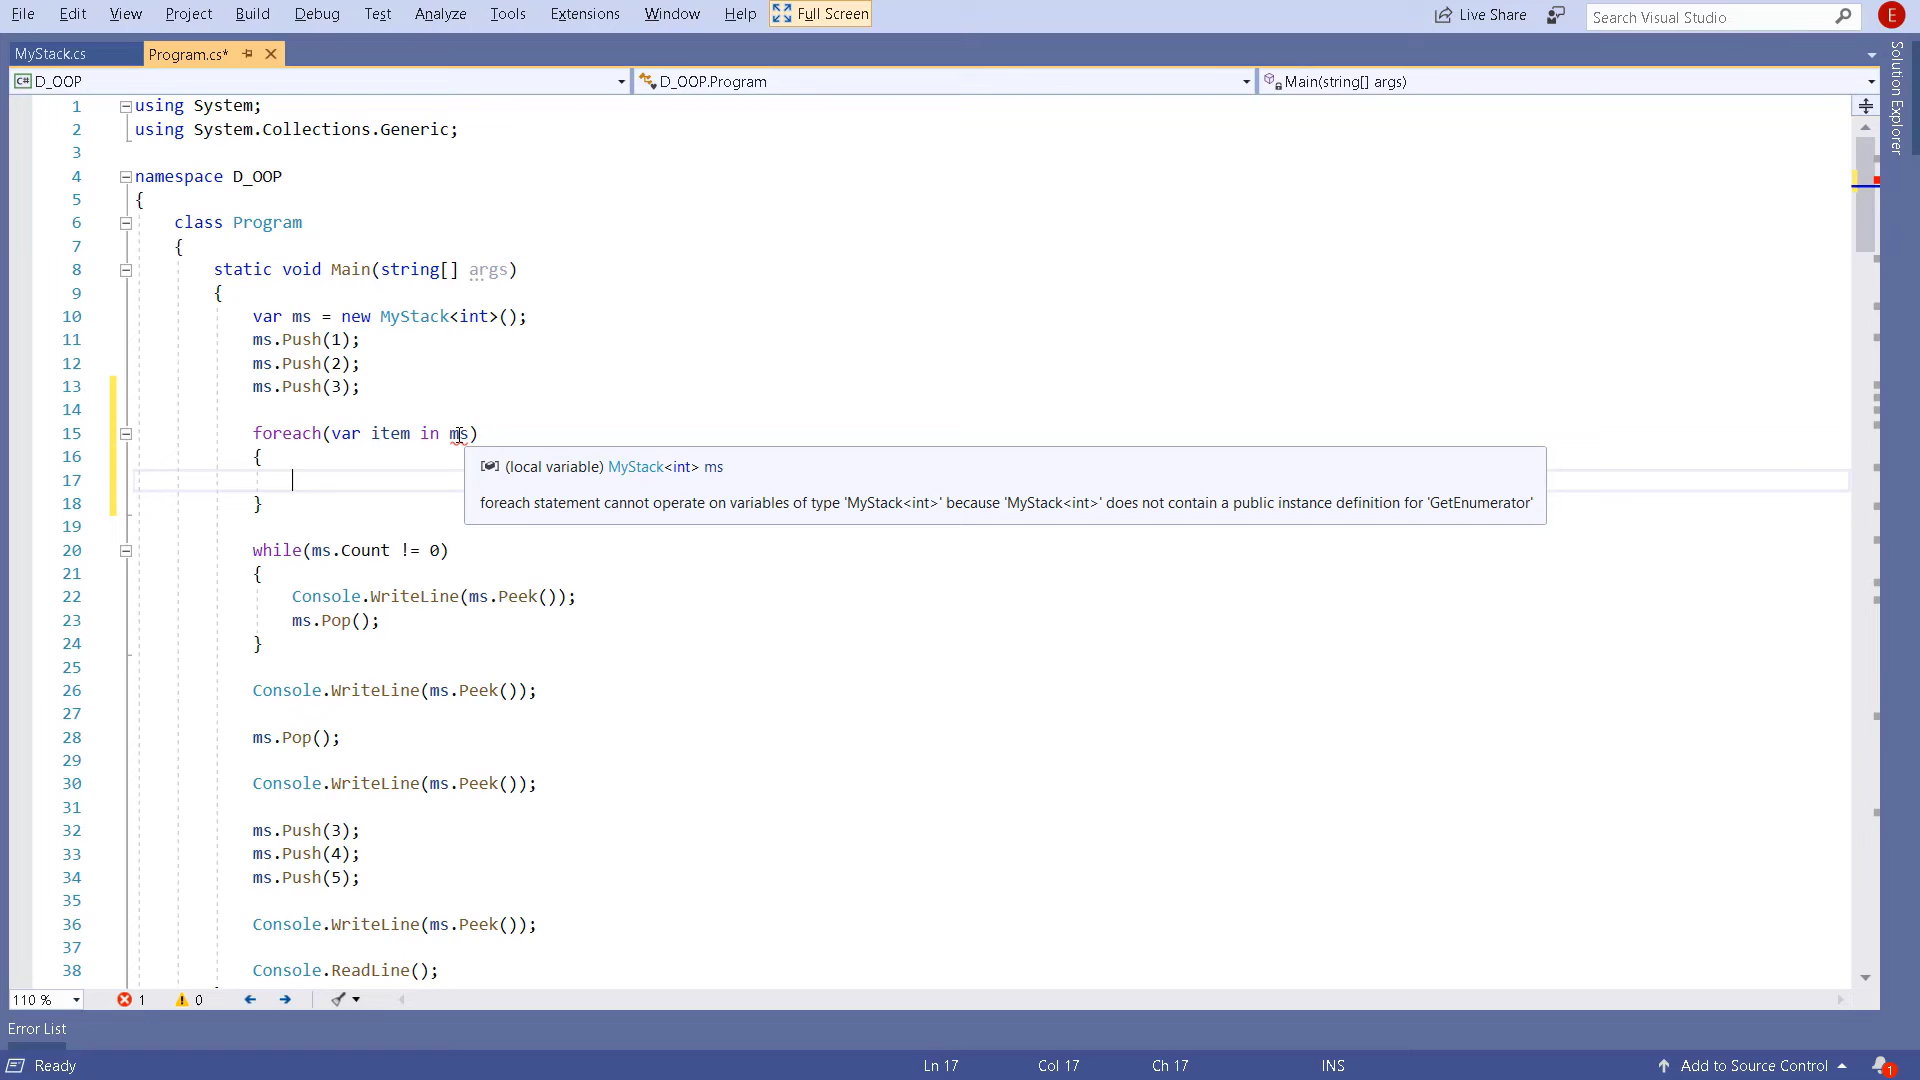 File Edit View Project Build Debug Test Analyze Tools Extensions Window Help Full Screen Live Share Search Visual Studio E
MyStack.cs Program.cs*
C# D_OOP D_OOP.Program Main(string[] args)
Solution Explorer
1 using System;
2 using System.Collections.Generic;
3
4 namespace D_OOP
5 {
6 class Program
7 {
8 static void Main(string[] args)
9 {
10 var ms = new MyStack<int>();
11 ms.Push(1);
12 ms.Push(2);
13 ms.Push(3);
14
15 foreach(var item in ms)
16 {
(local variable) MyStack<int> ms
17
foreach statement cannot operate on variables of type 'MyStack<int>' because 'MyStack<int>' does not contain a public instance definition for 'GetEnumerator'
18 }
19
20 while(ms.Count != 0)
21 {
22 Console.WriteLine(ms.Peek());
23 ms.Pop();
24 }
25
26 Console.WriteLine(ms.Peek());
27
28 ms.Pop();
29
30 Console.WriteLine(ms.Peek());
31
32 ms.Push(3);
33 ms.Push(4);
34 ms.Push(5);
35
36 Console.WriteLine(ms.Peek());
37
38 Console.ReadLine();
110 % 1 0
Error List
Ready Ln 17 Col 17 Ch 17 INS Add to Source Control 1